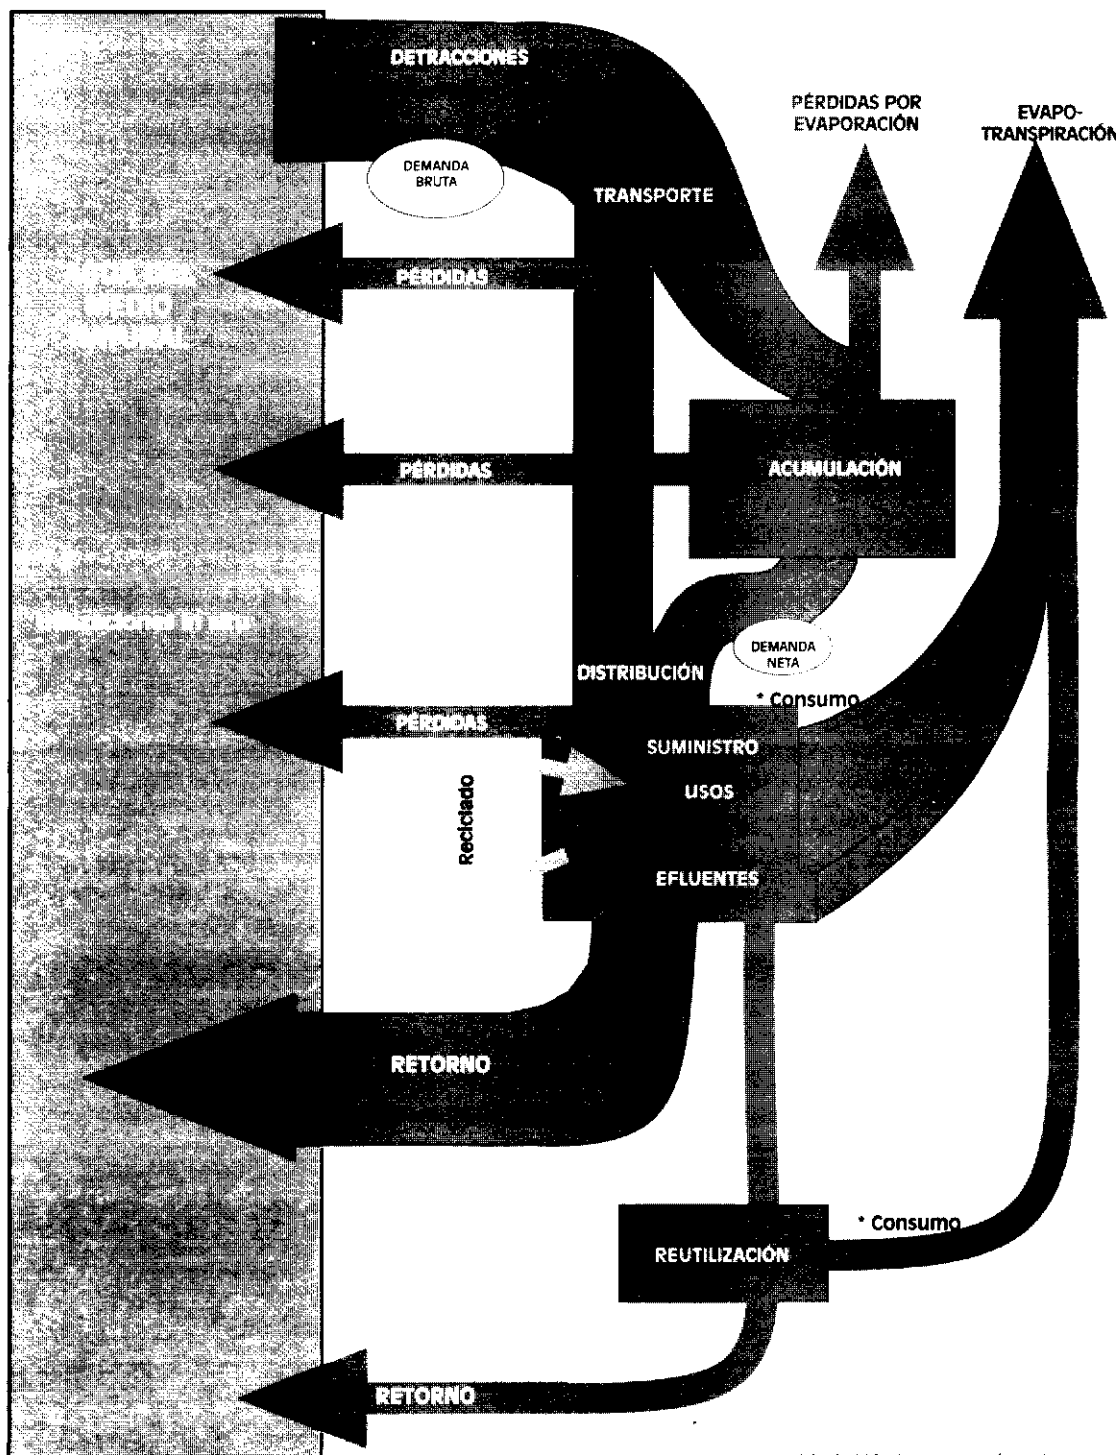 DETRACCIONES
PÉRDIDAS POR
EVAPORACIÓN
EVAPO-
TRANSPIRACIÓN
DEMANDA
BRUTA
TRANSPORTE
PÉRDIDAS
MEDIO
PÉRDIDAS
ACUMULACIÓN
DEMANDA
NETA
DISTRIBUCIÓN
* Consumo
PÉRDIDAS
SUMINISTRO
USOS
Reciclado
EFLUENTES
RETORNO
* Consumo
REUTILIZACIÓN
RETORNO